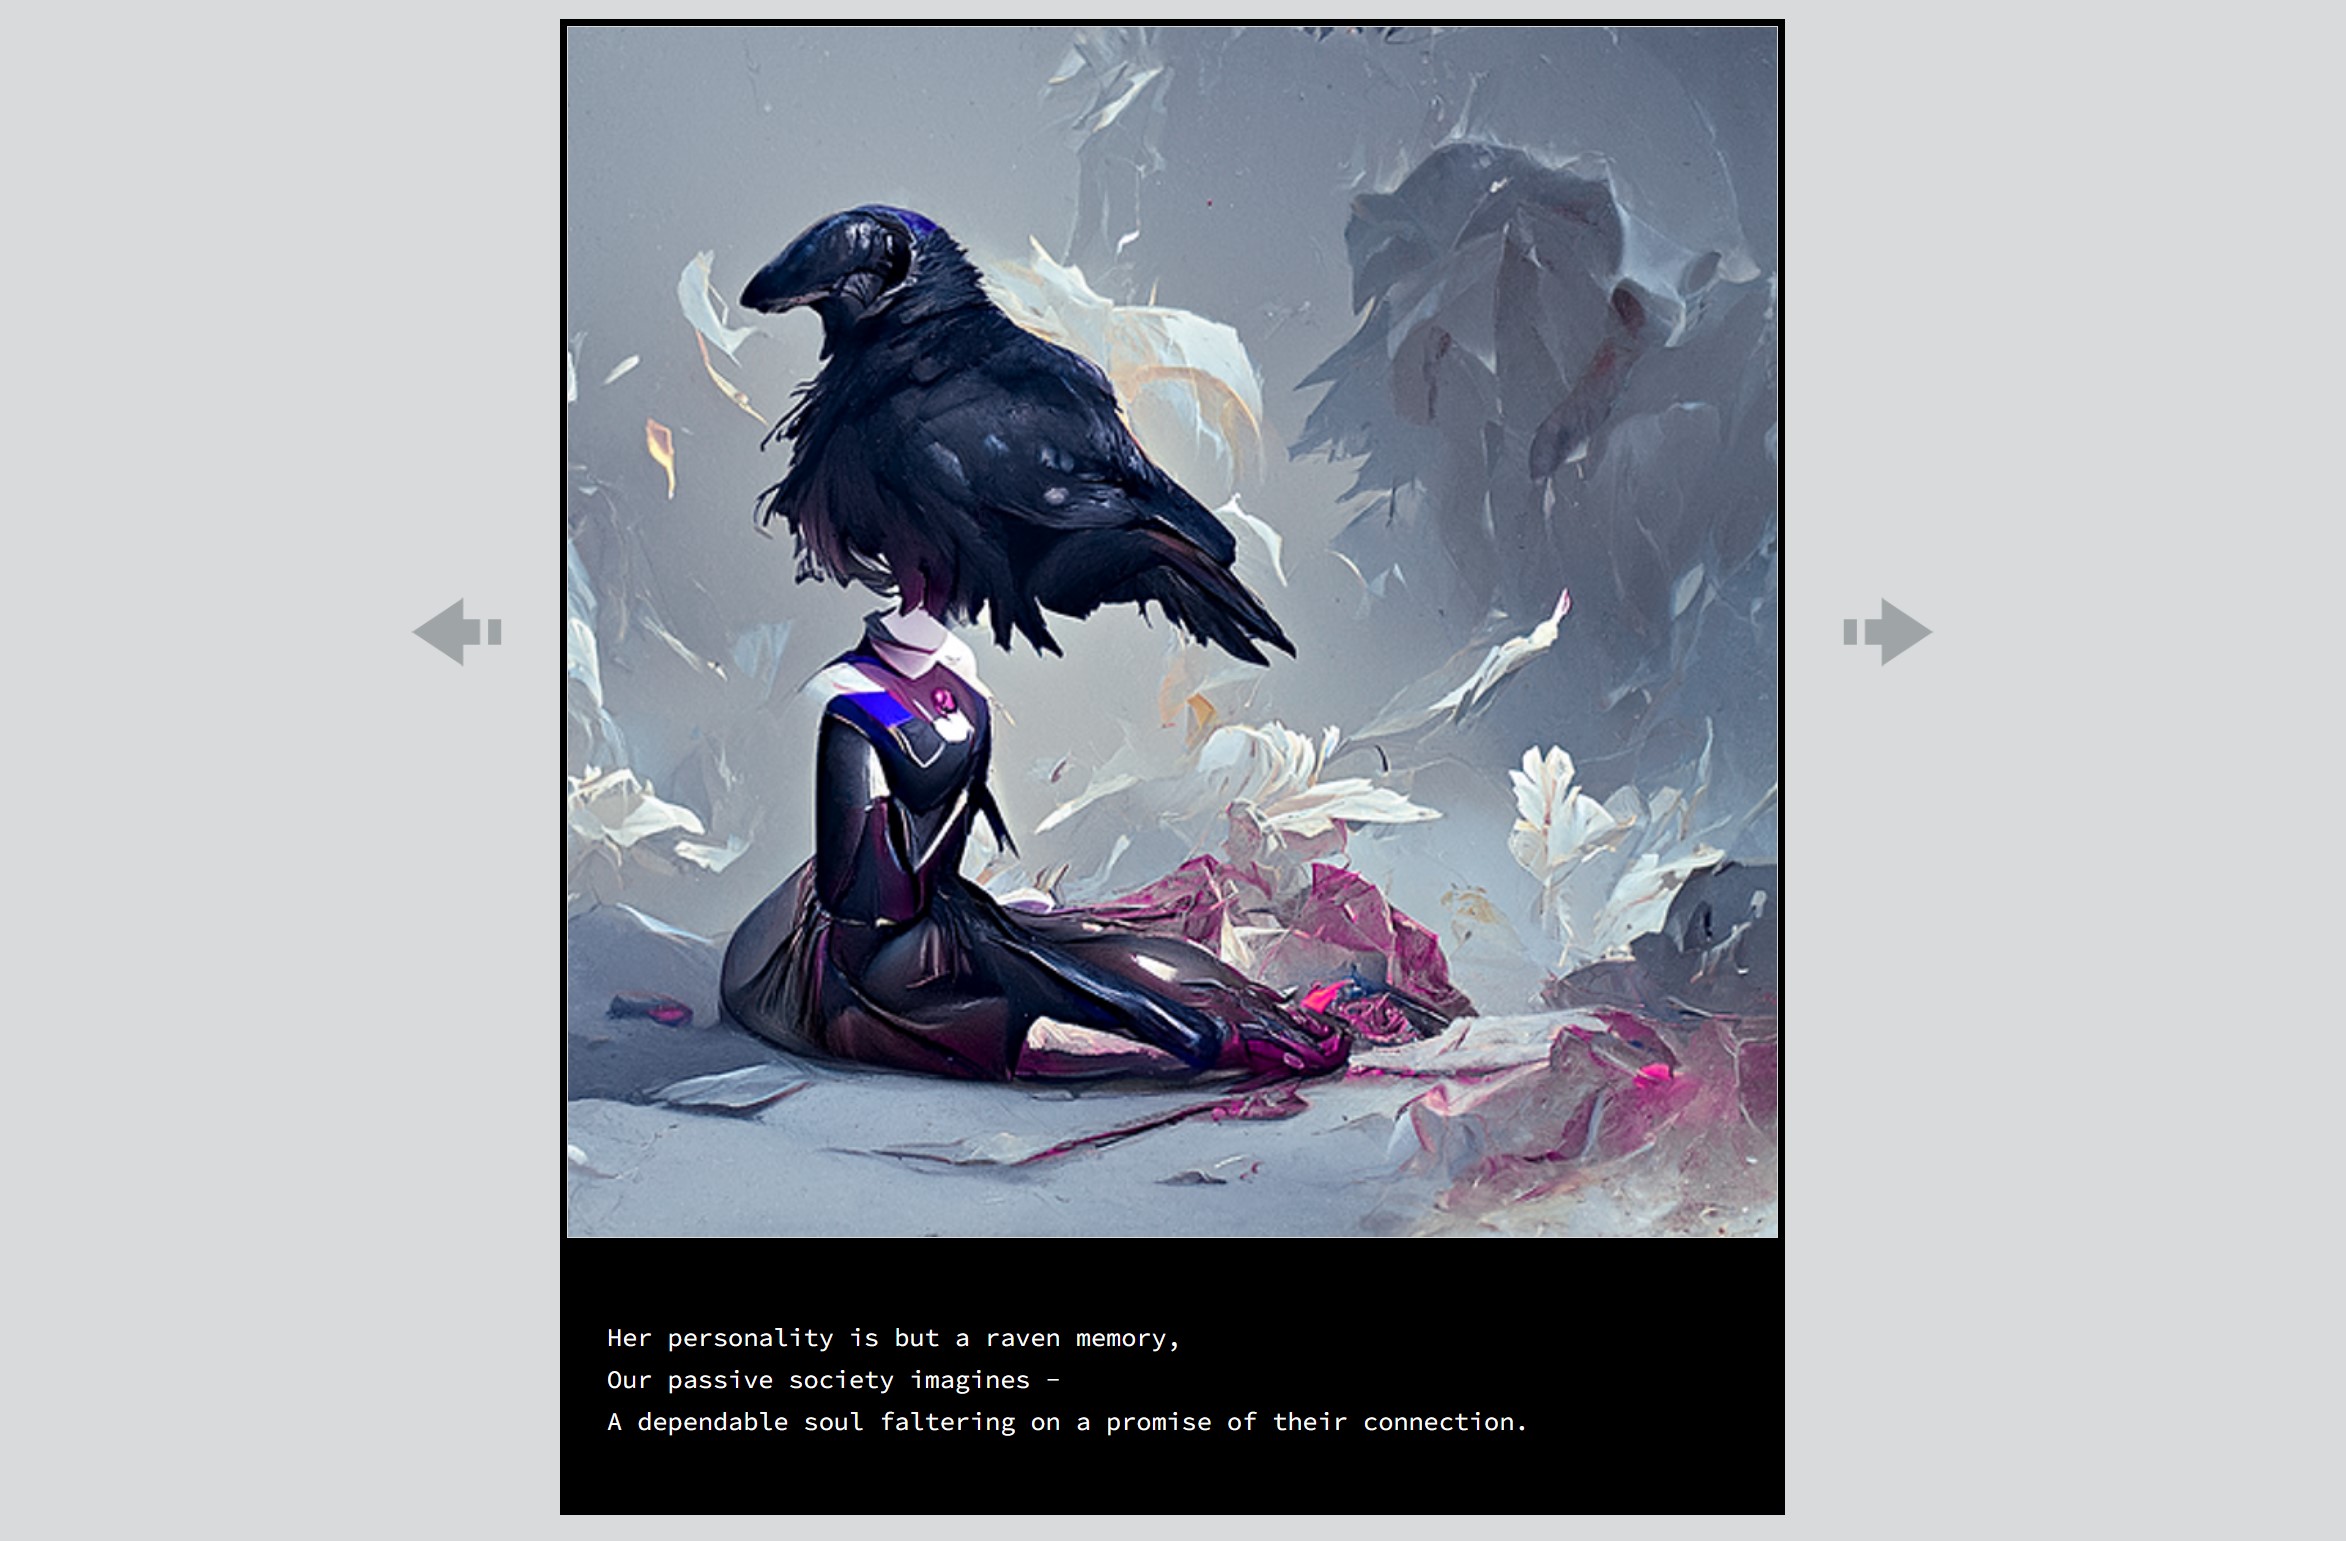 Her personality is but a raven memory,
Our passive society imagines –
A dependable soul faltering on a promise of their connection.